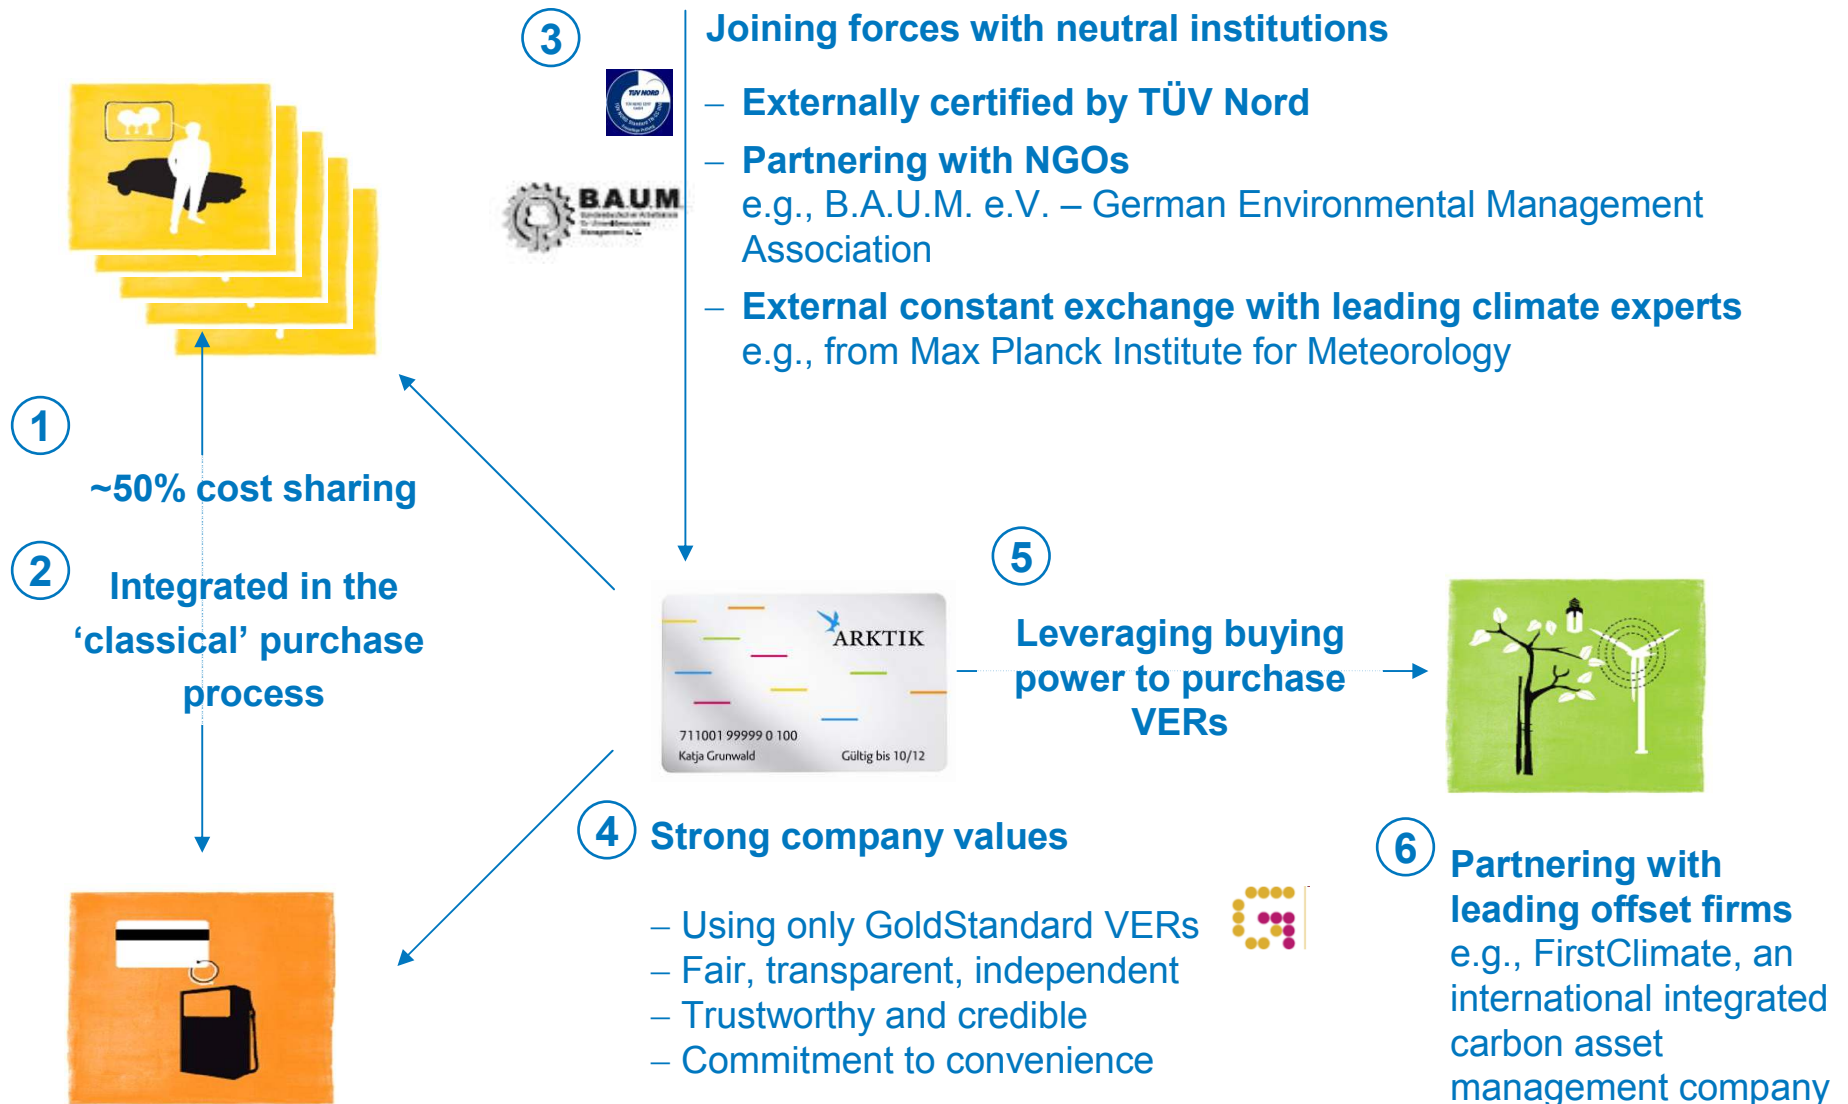 3
Joining forces with neutral institutions
– Externally certified by TÜV Nord
– Partnering with NGOs
e.g., B.A.U.M. e.V. – German Environmental Management
Association
– External constant exchange with leading climate experts
e.g., from Max Planck Institute for Meteorology
TÜV NORD
B.A.U.M.
1
~50% cost sharing
2
Integrated in the
‘classical’ purchase
process
ARKTIK
711001 99999 0 100
Katja Grunwald
Gültig bis 10/12
5
Leveraging buying
power to purchase
VERs
4
Strong company values
– Using only GoldStandard VERs
– Fair, transparent, independent
– Trustworthy and credible
– Commitment to convenience
6
Partnering with
leading offset firms
e.g., FirstClimate, an
international integrated
carbon asset
management company